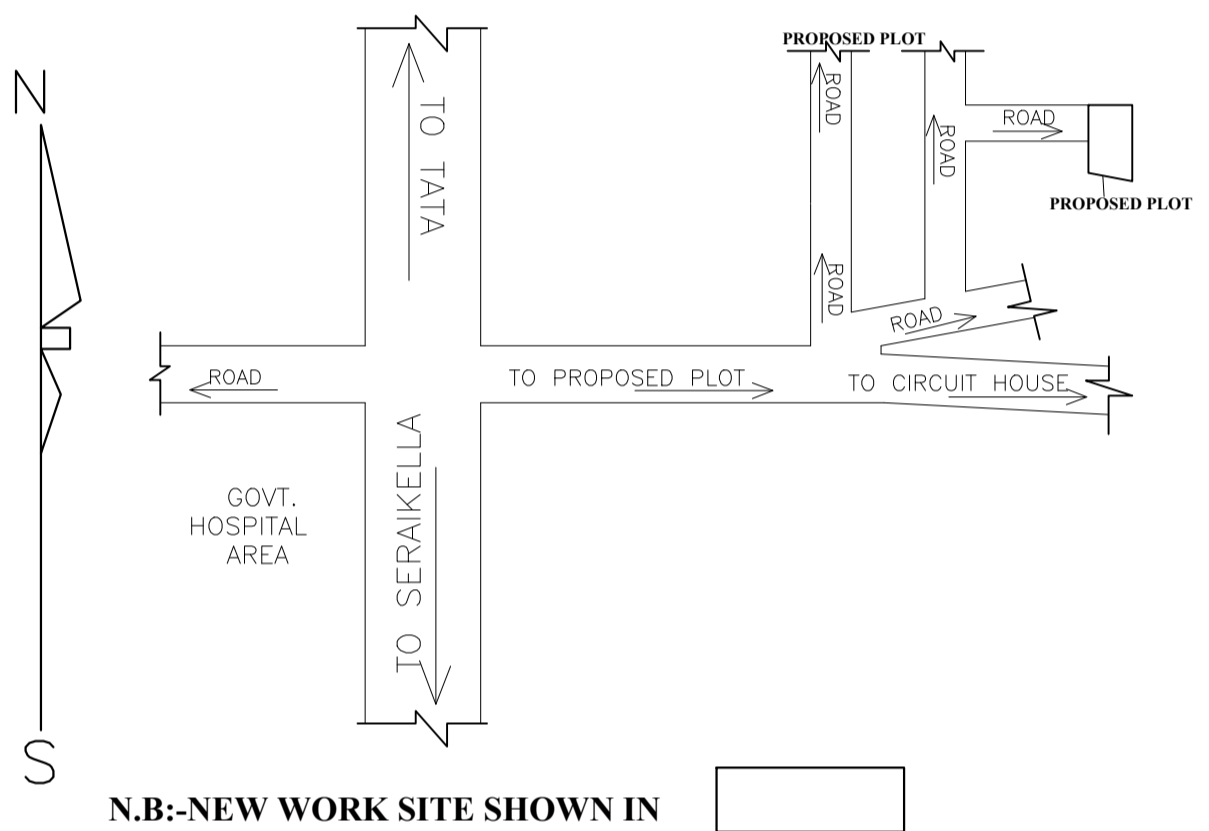 PROPOSED PLOT
N
TO TATA
ROAD
ROAD
ROAD
ROAD
PROPOSED PLOT
ROAD
ROAD
ROAD
TO PROPOSED PLOT
TO CIRCUIT HOUSE
TO SERAIKELLA
GOVT.
HOSPITAL
AREA
S
N.B:-NEW WORK SITE SHOWN IN